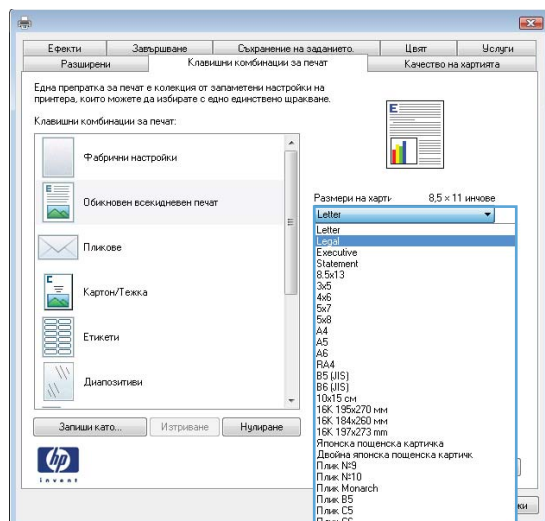 Ефекти
Завършване
Съхранение на заданието.
Цвят
Услуги
Разширени
Клавишни комбинации за печат
Качество на хартията
Една препратка за печат е колекция от запаметени настройки на
принтера, които можете да избирате с едно единствено щракване.
Клавишни комбинации за печат:
Фабрични настройки
Обикновен всекидневен печат
Пликове
Картон/Тежка
Етикети
Диапозитиви
Запиши като...
Изтриване
Нулиране
hp
invent
E
Размери на харти
8,5 × 11 инчове
Letter
Letter
Legal
Executive
Statement
8.5x13
3x5
4x6
5x7
5x8
A4
A5
A6
RA4
B5 (JIS)
B6 (JIS)
10x15 см
16K 195x270 мм
16K 184x260 мм
16K 197x273 mm
Японска пощенска картичка
Двойна японска пощенска картичк
Плик №9
Плик №10
Плик Monarch
Плик B5
Плик C5
ки